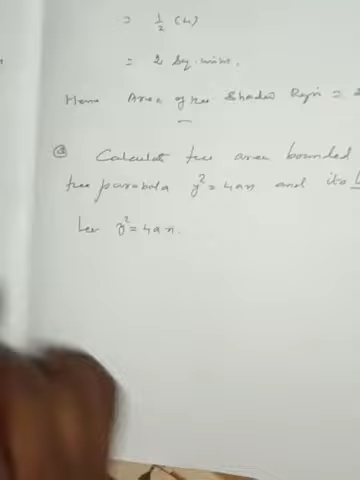 = 1/2 (4)
= 2 Sq. units.
Hence Area of the Shaded Region = 2
Calculate the area bounded
the parabola y² = 4ax and its L
Let y² = 4ax.